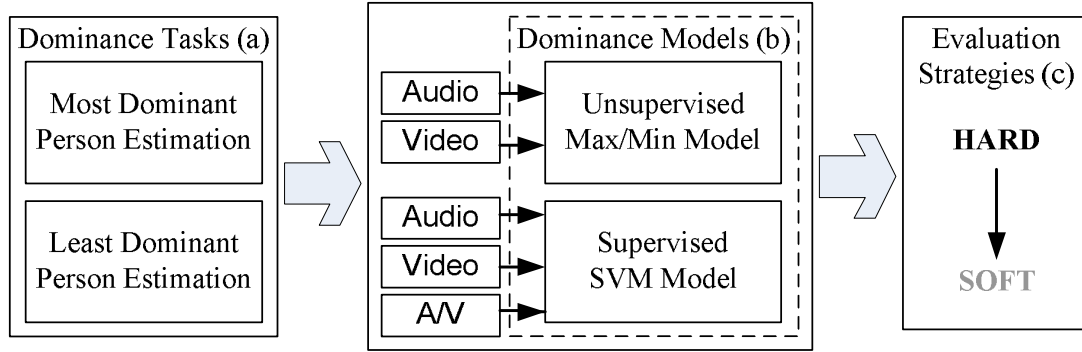 Dominance Tasks (a)
Most Dominant
Person Estimation
Least Dominant
Person Estimation
Dominance Models (b)
Audio
Video
Unsupervised
Max/Min Model
Audio
Video
A/V
Supervised
SVM Model
Evaluation
Strategies (c)
HARD
SOFT